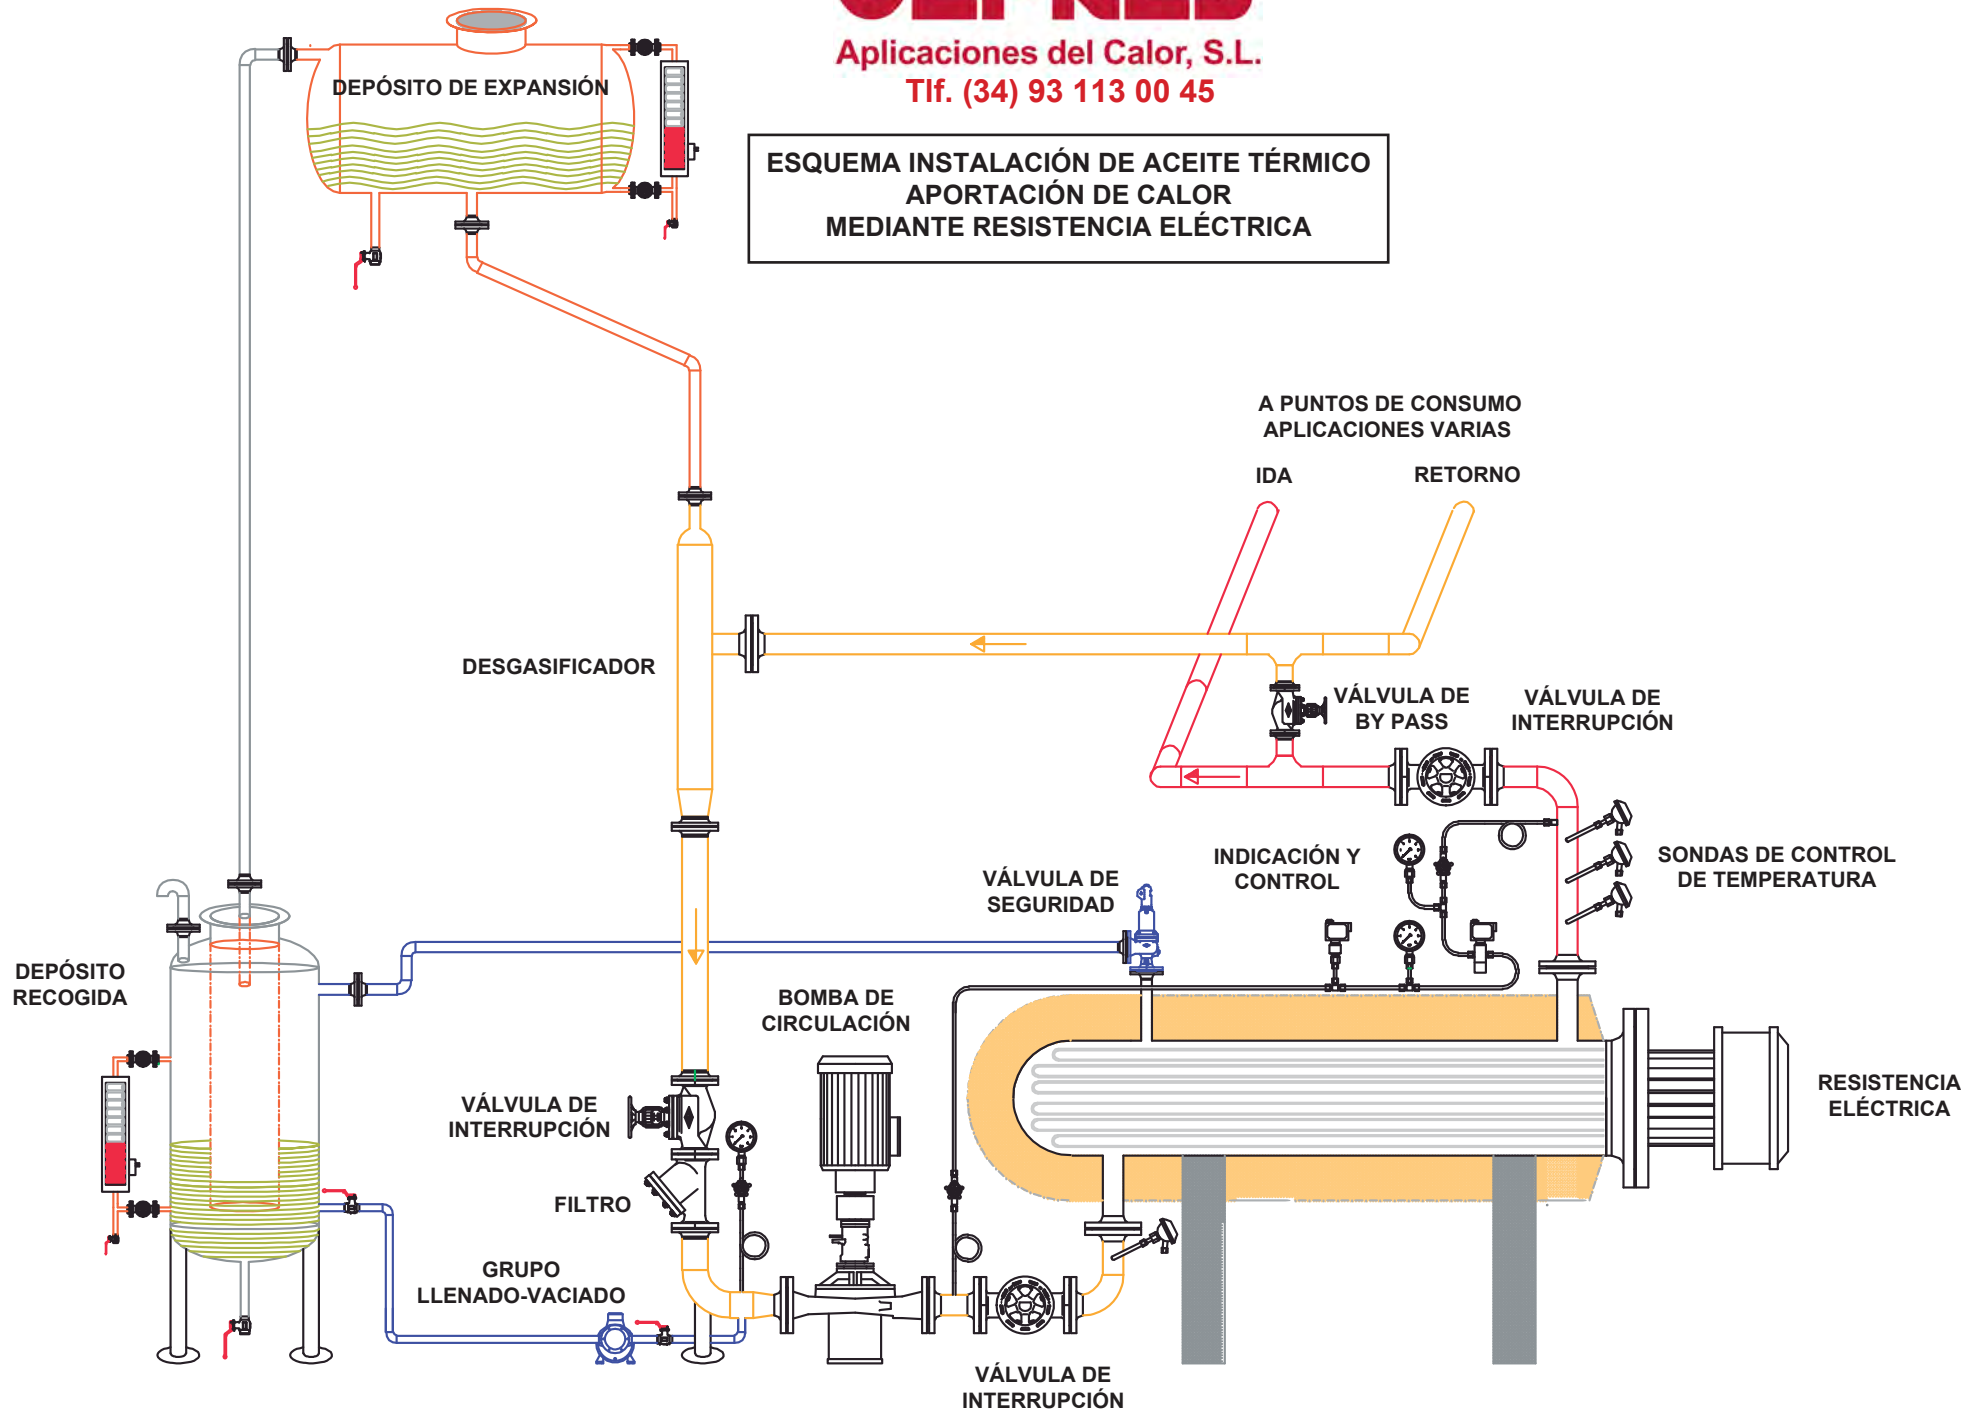 Aplicaciones del Calor, S.L.
Tlf. (34) 93 113 00 45
DEPÓSITO DE EXPANSIÓN
ESQUEMA INSTALACIÓN DE ACEITE TÉRMICO
APORTACIÓN DE CALOR
MEDIANTE RESISTENCIA ELÉCTRICA
A PUNTOS DE CONSUMO
APLICACIONES VARIAS
IDA
RETORNO
DESGASIFICADOR
VÁLVULA DE
BY PASS
VÁLVULA DE
INTERRUPCIÓN
INDICACIÓN Y
CONTROL
SONDAS DE CONTROL
DE TEMPERATURA
VÁLVULA DE
SEGURIDAD
DEPÓSITO
RECOGIDA
BOMBA DE
CIRCULACIÓN
RESISTENCIA
ELÉCTRICA
VÁLVULA DE
INTERRUPCIÓN
FILTRO
GRUPO
LLENADO-VACIADO
VÁLVULA DE
INTERRUPCIÓN